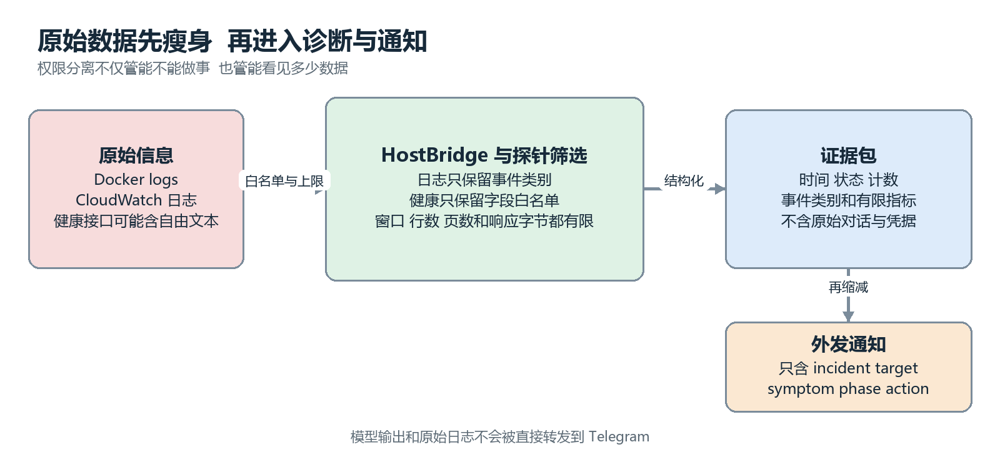 原始数据先瘦身 再进入诊断与通知
权限分离不仅管能不能做事 也管能看见多少数据
原始信息
Docker logs
CloudWatch 日志
健康接口可能含自由文本
白名单与上限
HostBridge 与探针筛选
日志只保留事件类别
健康只保留字段白名单
窗口 行数 页数和响应字节都有限
结构化
证据包
时间 状态 计数
事件类别和有限指标
不含原始对话与凭据
再缩减
外发通知
只含 incident target
symptom phase action
模型输出和原始日志不会被直接转发到 Telegram